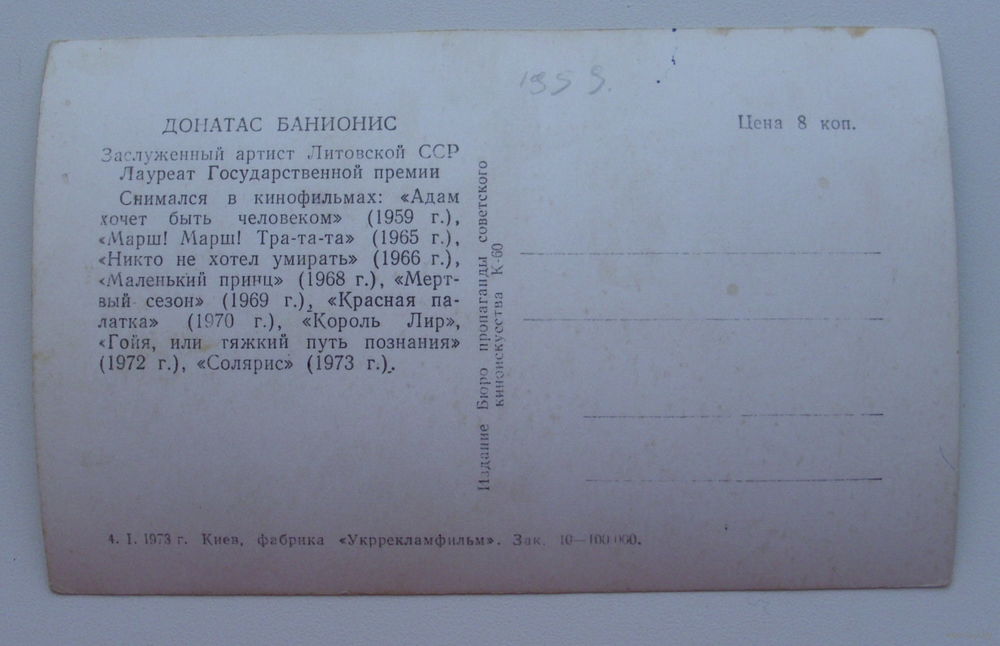 1959.
ДОНАТАС БАНИОНИС
Цена 8 коп.
Заслуженный артист Литовской ССР
Лауреат Государственной премии
Снимался в кинофильмах: «Адам
хочет быть человеком» (1959 г.),
«Марш! Марш! Тра-та-та» (1965 г.),
«Никто не хотел умирать» (1966 г.),
«Маленький принц» (1968 г.), «Мерт-
вый сезон» (1969 г.), «Красная па-
латка» (1970 г.), «Король Лир»,
«Гойя, или тяжкий путь познания»
(1972 г.), «Солярис» (1973 г.).
Издание Бюро пропаганды советского
киноискусства К-60
4. I. 1973 г. Киев, фабрика «Укррекламфильм». Зак. 10—100 000.